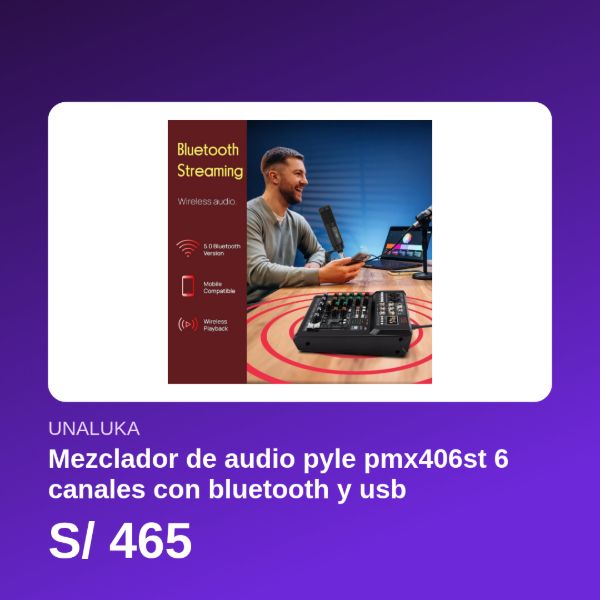 Bluetooth
Streaming
Wireless audio
5.0 Bluetooth
Version
Mobile
Compatible
Wireless
Playback
UNALUKA
Mezclador de audio pyle pmx406st 6
canales con bluetooth y usb
S/ 465